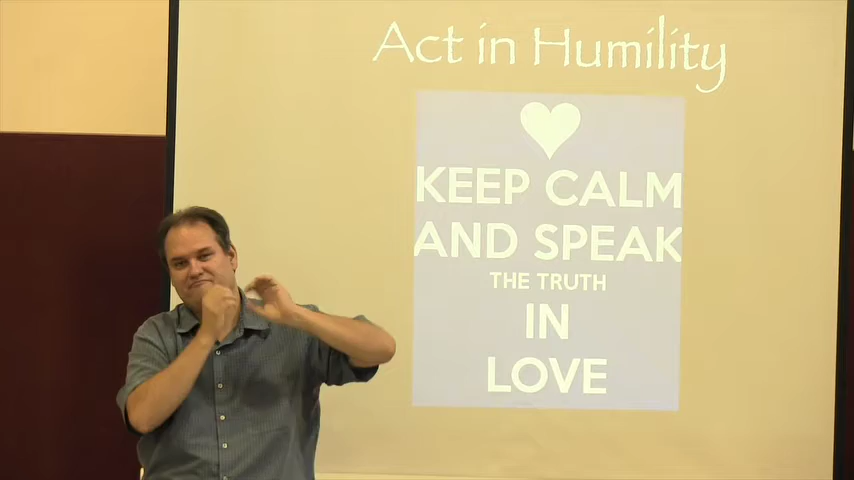 Act in Humility
KEEP CALM
AND SPEAK
THE TRUTH
IN
LOVE